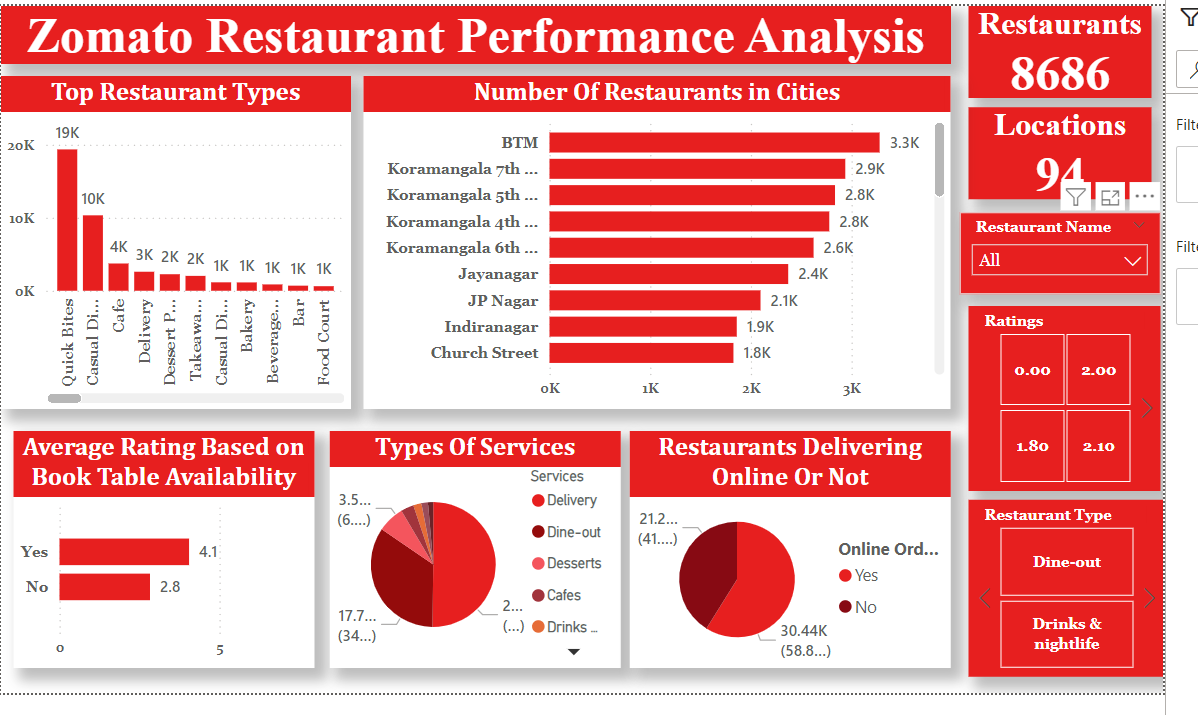 Zomato Restaurant Performance Analysis
Restaurants
8686
Locations
94
Top Restaurant Types
20K
10K
0K
19K
10K
4K
3K
2K
2K
1K
1K
1K
1K
1K
Quick Bites
Casual Di...
Cafe
Delivery
Dessert P...
Takeawa...
Casual Di...
Bakery
Beverage...
Bar
Food Court
Number Of Restaurants in Cities
BTM 3.3K
Koramangala 7th ... 2.9K
Koramangala 5th ... 2.8K
Koramangala 4th ... 2.8K
Koramangala 6th ... 2.6K
Jayanagar 2.4K
JP Nagar 2.1K
Indiranagar 1.9K
Church Street 1.8K
0K 1K 2K 3K
Restaurant Name
All
Ratings
0.00 2.00
1.80 2.10
Restaurant Type
Dine-out
Drinks &
nightlife
Average Rating Based on
Book Table Availability
Yes 4.1
No 2.8
0 5
Types Of Services
Services
Delivery
Dine-out
Desserts
Cafes
Drinks ...
3.5...
(6....)
17.7...
(34...)
2...
(...)
Restaurants Delivering
Online Or Not
21.2...
(41....)
30.44K
(58.8...)
Online Ord...
Yes
No
Filte
Filte